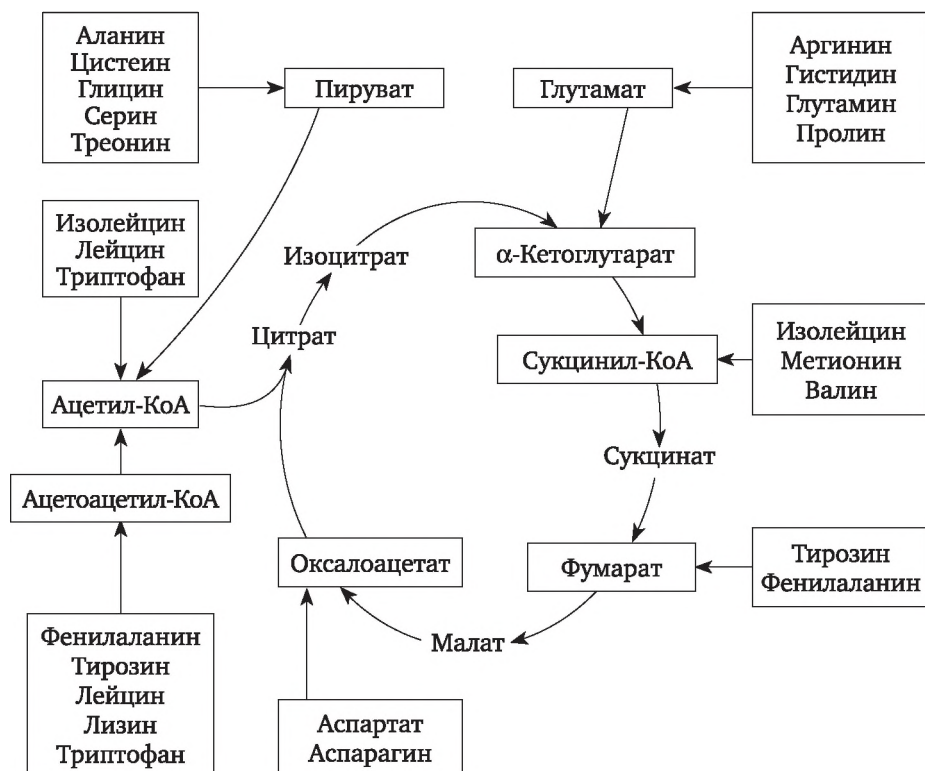 Аланин
Цистеин
Глицин
Серин
Треонин
Пируват
Глутамат
Аргинин
Гистидин
Глутамин
Пролин
Изолейцин
Лейцин
Триптофан
Изоцитрат
α-Кетоглутарат
Цитрат
Сукцинил-КоА
Изолейцин
Метионин
Валин
Ацетил-КоА
Сукцинат
Ацетоацетил-КоА
Оксалоацетат
Фумарат
Тирозин
Фенилаланин
Малат
Фенилаланин
Тирозин
Лейцин
Лизин
Триптофан
Аспартат
Аспарагин